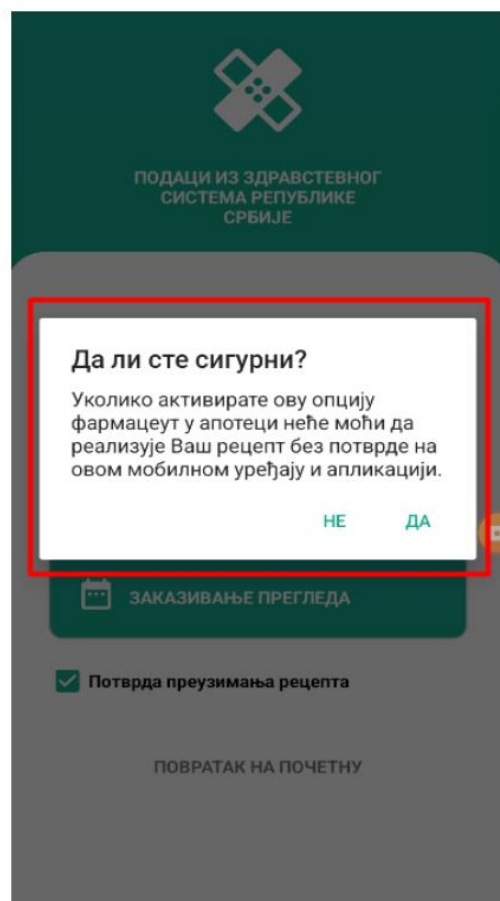 ПОДАЦИ ИЗ ЗДРАВСТЕВНОГ
СИСТЕМА РЕПУБЛИКЕ
СРБИЈЕ
Да ли сте сигурни?
Уколико активирате ову опцију
фармацеут у апотеци неће моћи да
реализује Ваш рецепт без потврде на
овом мобилном уређају и апликацији.
НЕ ДА
ЗАКАЗИВАЊЕ ПРЕГЛЕДА
Потврда преузимања рецепта
ПОВРАТАК НА ПОЧЕТНУ